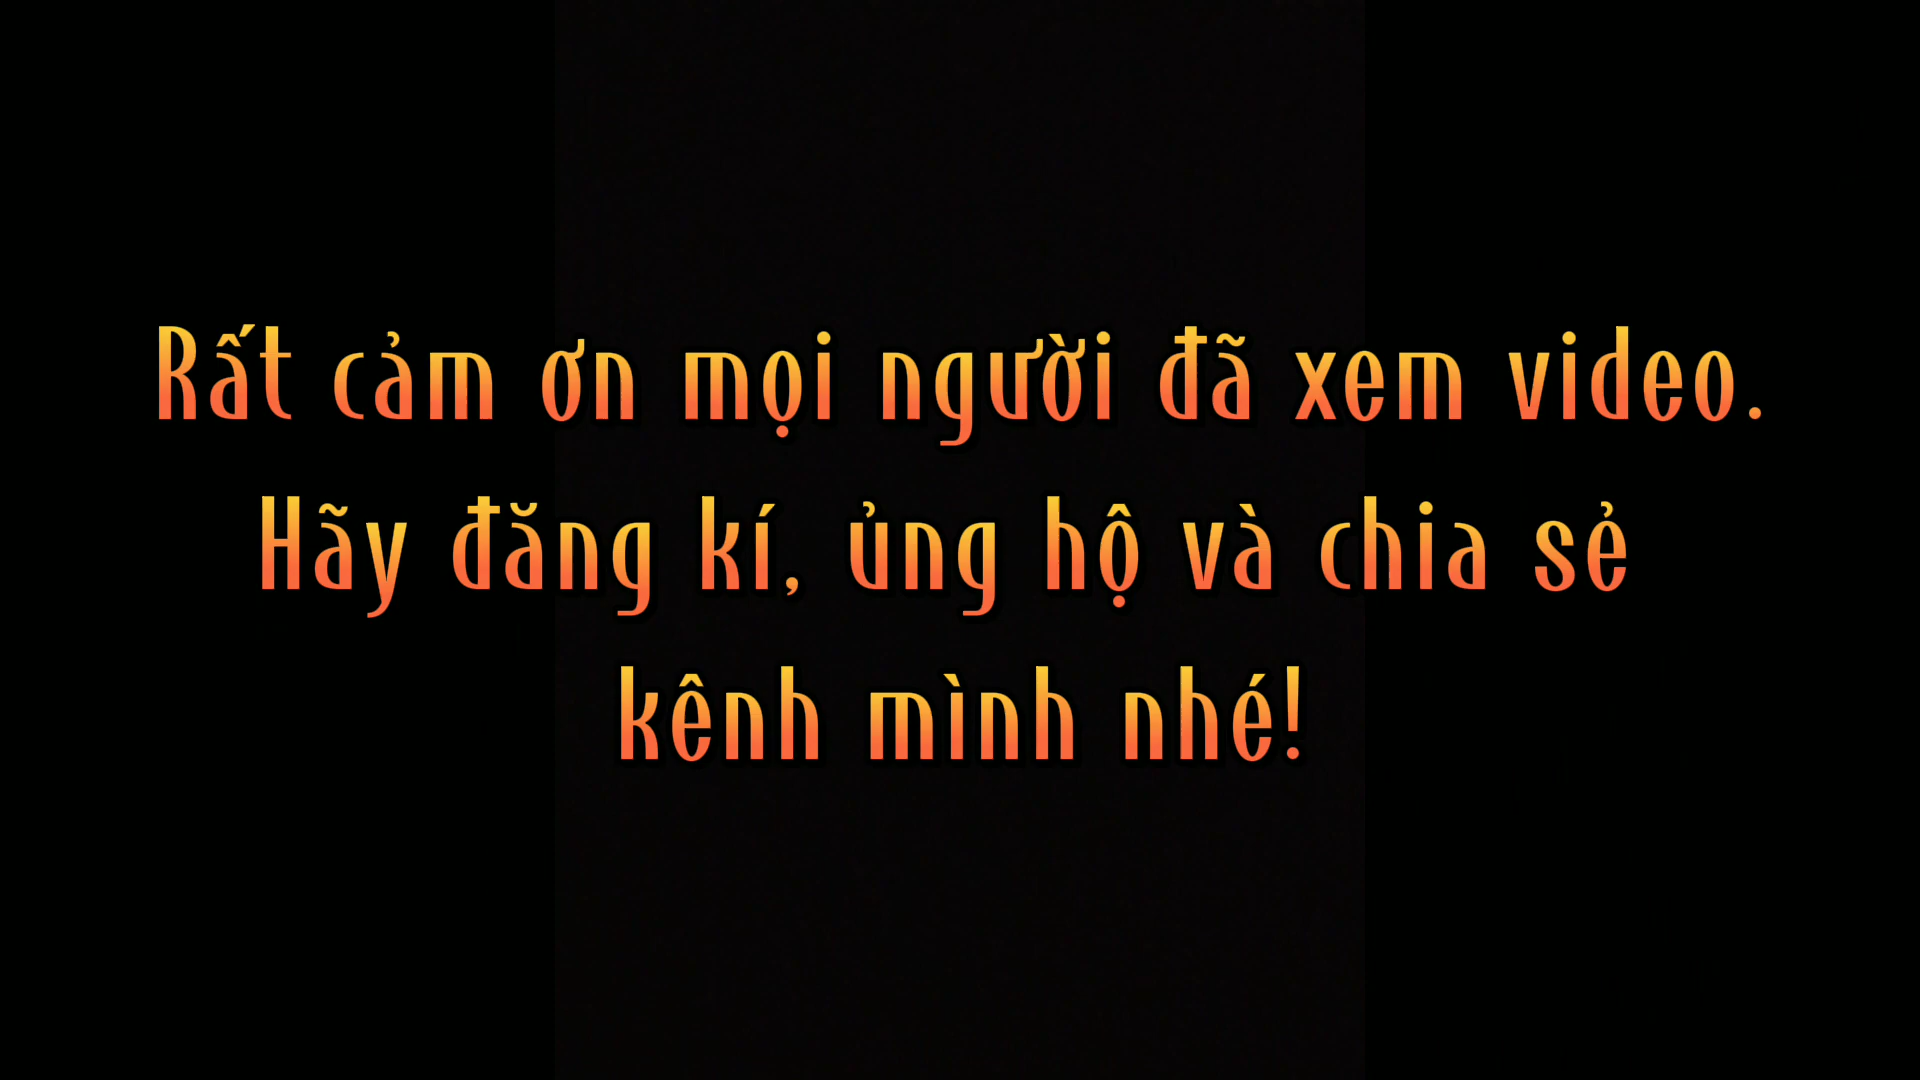 Rất cảm ơn mọi người đã xem video.
Hãy đăng kí, ủng hộ và chia sẻ
kênh mình nhé!